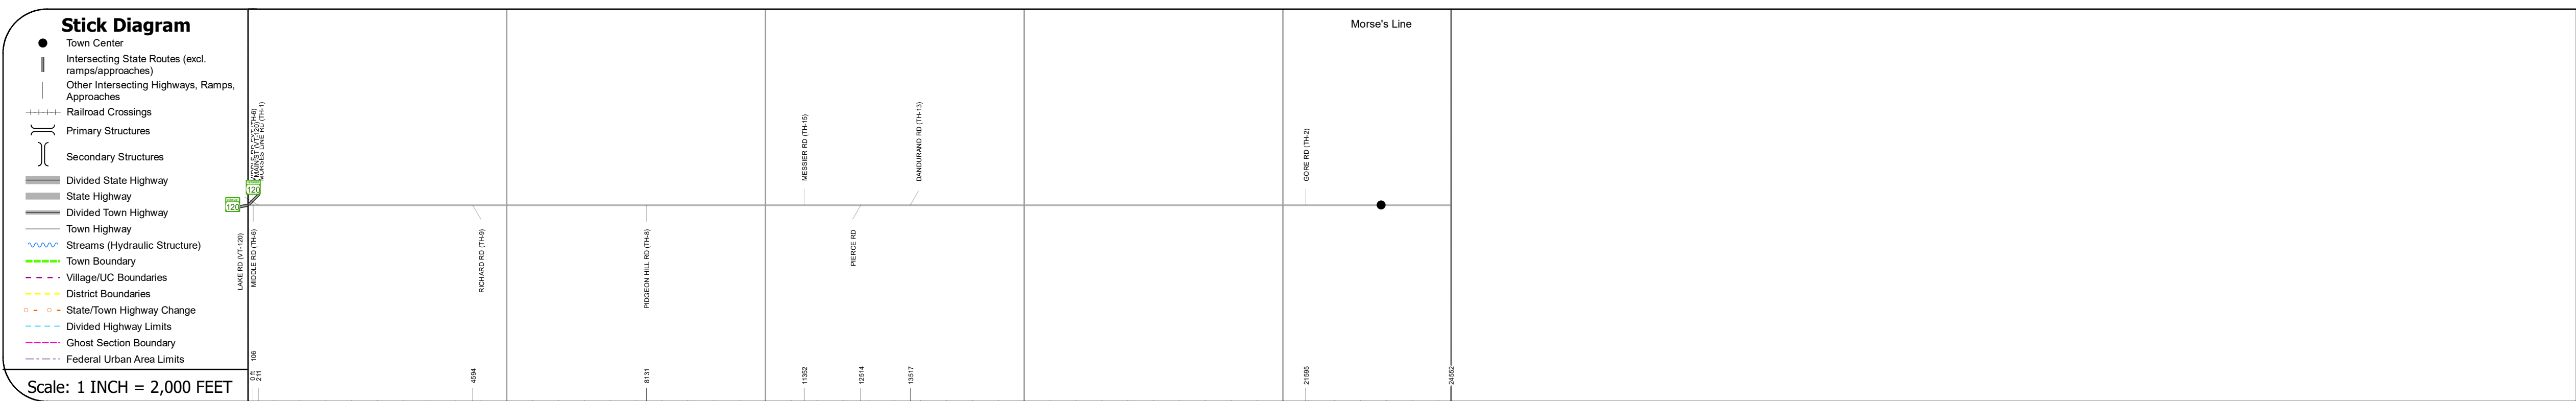 Stick Diagram
Town Center
Intersecting State Routes (excl.
ramps/approaches)
Other Intersecting Highways, Ramps,
Approaches
Railroad Crossings
Primary Structures
Secondary Structures
Divided State Highway
State Highway
Divided Town Highway
Town Highway
Streams (Hydraulic Structure)
Town Boundary
Village/UC Boundaries
District Boundaries
State/Town Highway Change
Divided Highway Limits
Ghost Section Boundary
Federal Urban Area Limits
Scale: 1 INCH = 2,000 FEET
Morse's Line
MAIN ST (VT-120)
MORSES LINE RD (TH-1)
120
120
LAKE RD (VT-120)
MIDDLE RD (TH-6)
RICHARD RD (TH-9)
PIDGEON HILL RD (TH-8)
MESSIER RD (TH-15)
PIERCE RD
DANDURAND RD (TH-13)
GORE RD (TH-2)
0 ft
106
211
4594
8131
11352
12514
13517
21595
24552